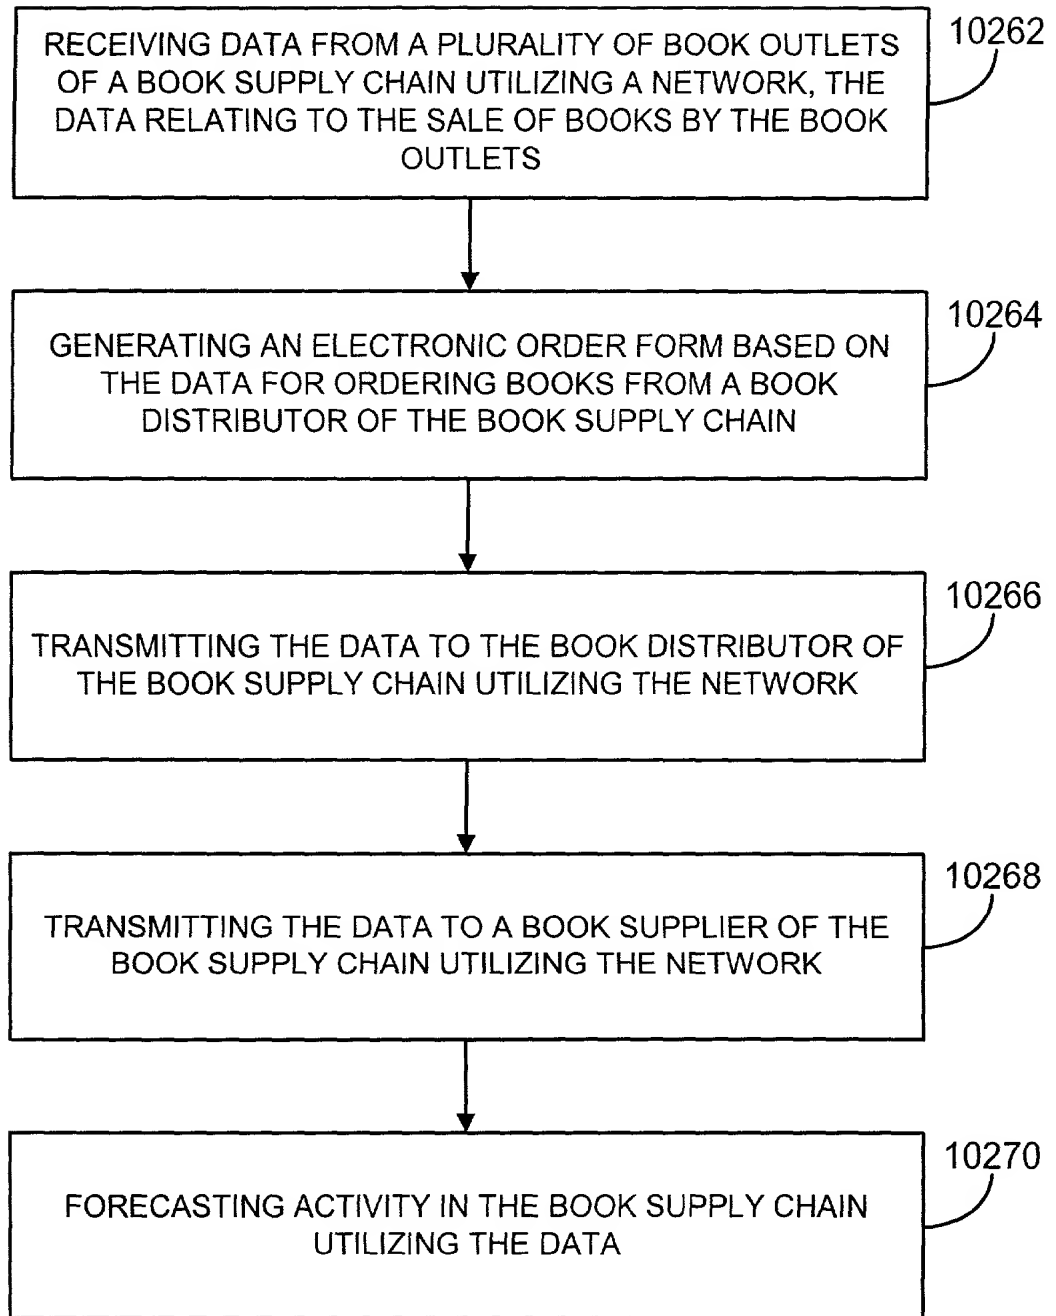 RECEIVING DATA FROM A PLURALITY OF BOOK OUTLETS
OF A BOOK SUPPLY CHAIN UTILIZING A NETWORK, THE
DATA RELATING TO THE SALE OF BOOKS BY THE BOOK
OUTLETS
10262
GENERATING AN ELECTRONIC ORDER FORM BASED ON
THE DATA FOR ORDERING BOOKS FROM A BOOK
DISTRIBUTOR OF THE BOOK SUPPLY CHAIN
10264
TRANSMITTING THE DATA TO THE BOOK DISTRIBUTOR OF
THE BOOK SUPPLY CHAIN UTILIZING THE NETWORK
10266
TRANSMITTING THE DATA TO A BOOK SUPPLIER OF THE
BOOK SUPPLY CHAIN UTILIZING THE NETWORK
10268
FORECASTING ACTIVITY IN THE BOOK SUPPLY CHAIN
UTILIZING THE DATA
10270